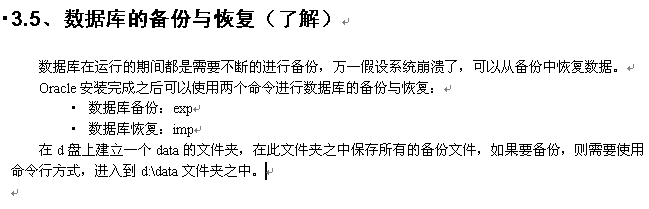 3.5、数据库的备份与恢复（了解）
数据库在运行的期间都是需要不断的进行备份，万一假设系统崩溃了，可以从备份中恢复数据。
Oracle 安装完成之后可以使用两个命令进行数据库的备份与恢复：
• 数据库备份：exp
• 数据库恢复：imp
在 d 盘上建立一个 data 的文件夹，在此文件夹之中保存所有的备份文件，如果要备份，则需要使用
命令行方式，进入到 d:\data 文件夹之中。